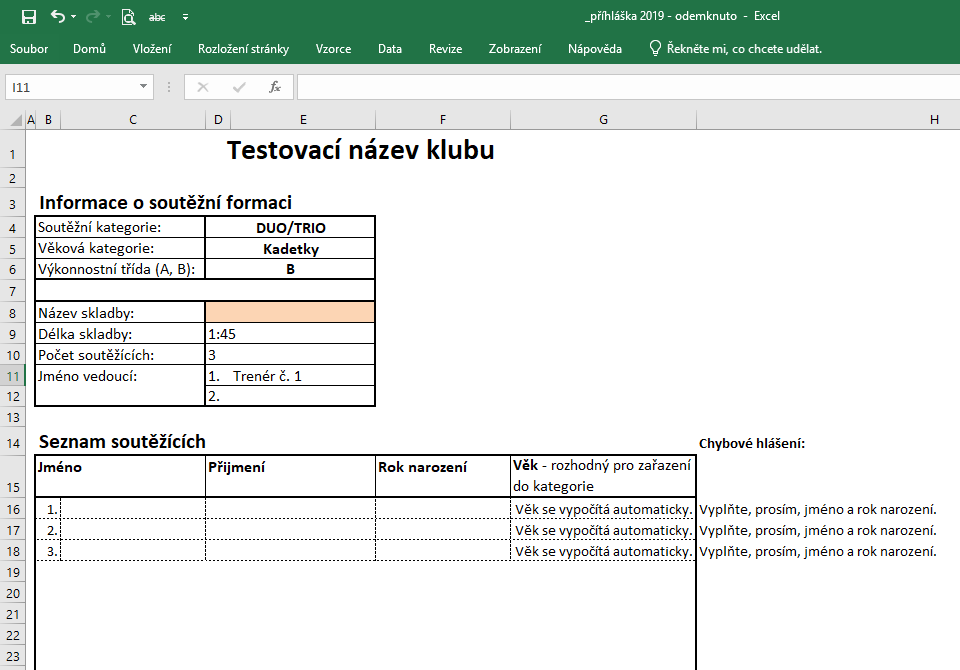 abc
_příhláška 2019 - odemknuto - Excel
Soubor Domů Vložení Rozložení stránky Vzorce Data Revize Zobrazení Nápověda Řekněte mi, co chcete udělat.
I11 fx
A B C D E F G H
1 Testovací název klubu
2
3 Informace o soutěžní formaci
4 Soutěžní kategorie: DUO/TRIO
5 Věková kategorie: Kadetky
6 Výkonnostní třída (A, B): B
7
8 Název skladby:
9 Délka skladby: 1:45
10 Počet soutěžících: 3
11 Jméno vedoucí: 1. Trenér č. 1
12 2.
13
14 Seznam soutěžících Chybové hlášení:
Jméno Přijmení Rok narození Věk - rozhodný pro zařazení
15 do kategorie
16 1. Věk se vypočítá automaticky. Vyplňte, prosím, jméno a rok narození.
17 2. Věk se vypočítá automaticky. Vyplňte, prosím, jméno a rok narození.
18 3. Věk se vypočítá automaticky. Vyplňte, prosím, jméno a rok narození.
19
20
21
22
23